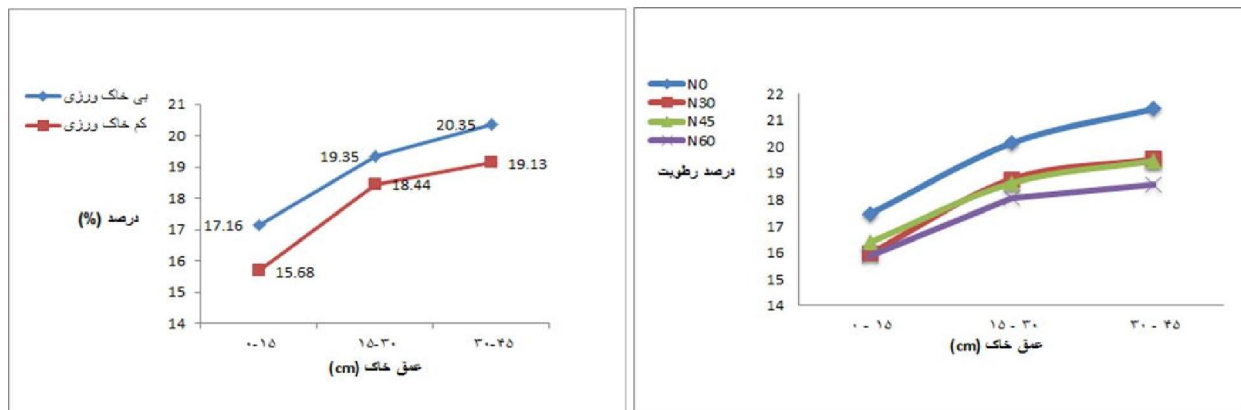 بی خاک ورزی
کم خاک ورزی
درصد (%)
21
20
19
18
17
16
15
14
17.16
19.35
20.35
15.68
18.44
19.13
۰-۱۵
۱۵-۳۰
۳۰-۴۵
عمق خاک (cm)
N0
N30
N45
N60
درصد رطوبت
22
21
20
19
18
17
16
15
14
۰ - ۱۵
۱۵ - ۳۰
۳۰ - ۴۵
عمق خاک (cm)